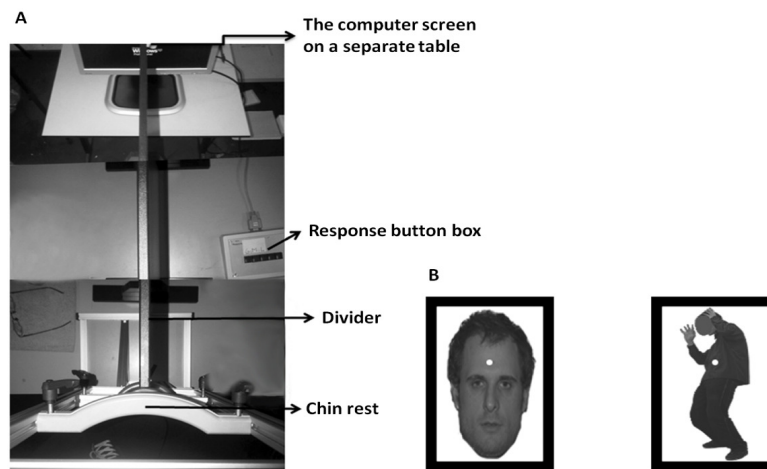 A
The computer screen
on a separate table
Response button box
B
Divider
Chin rest